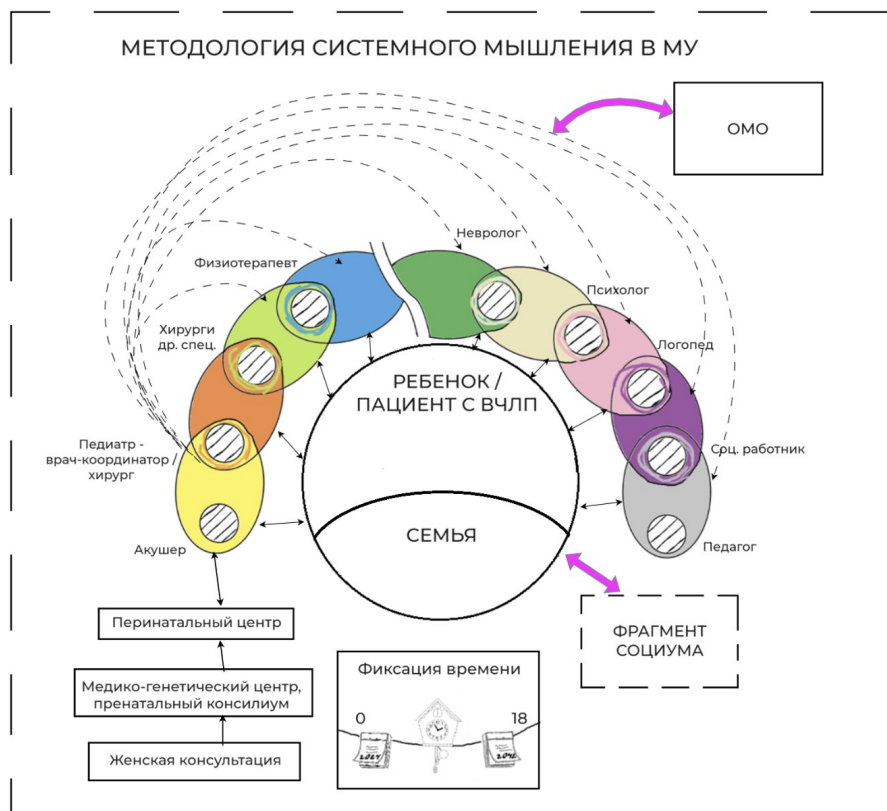 МЕТОДОЛОГИЯ СИСТЕМНОГО МЫШЛЕНИЯ В МУ
ОМО
Невролог
Физиотерапевт
Психолог
Хирурги
др. спец.
Логопед
РЕБЕНОК /
ПАЦИЕНТ С ВЧЛП
Педиатр -
врач-координатор /
хирург
Соц. работник
СЕМЬЯ
Акушер
Педагог
Перинатальный центр
ФРАГМЕНТ
СОЦИУМА
Медико-генетический центр,
пренатальный консилиум
Фиксация времени
0
18
2024
2042
Женская консультация